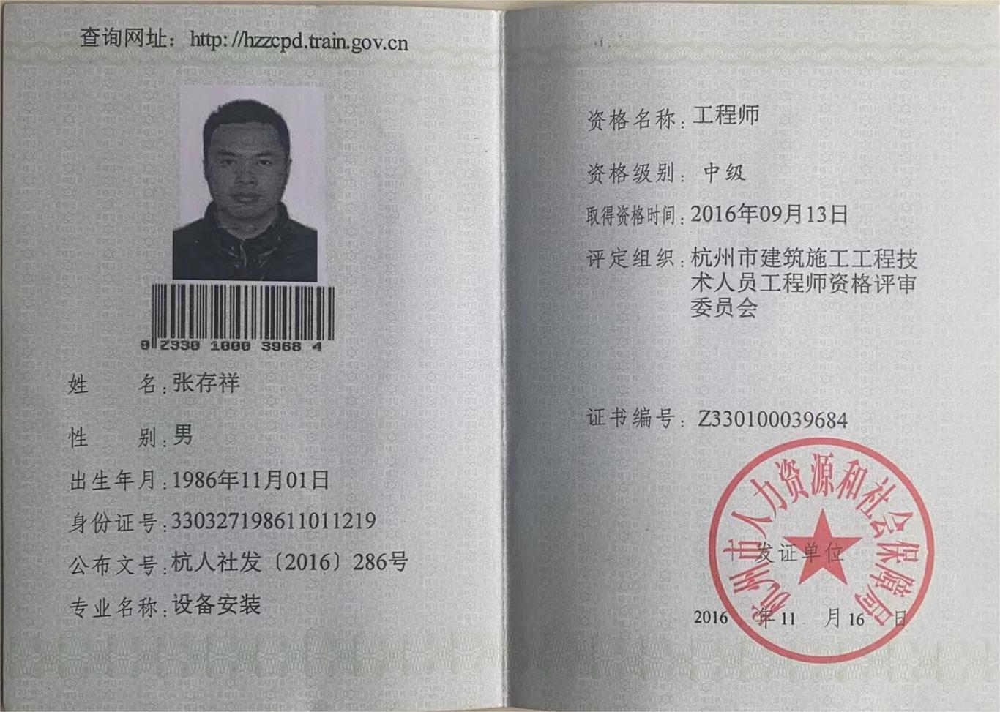 查询网址：http://hzzcpd.train.gov.cn
0 Z330 1000 3968 4
姓 名：张存祥
性 别：男
出生年月：1986年11月01日
身份证号：330327198611011219
公布文号：杭人社发〔2016〕286号
专业名称：设备安装
资格名称：工程师
资格级别：中级
取得资格时间：2016年09月13日
评定组织：杭州市建筑施工工程技
术人员工程师资格评审
委员会
证书编号：Z330100039684
杭州市人力资源和社会保障局
发证单位
2016 年 11 月 16 日